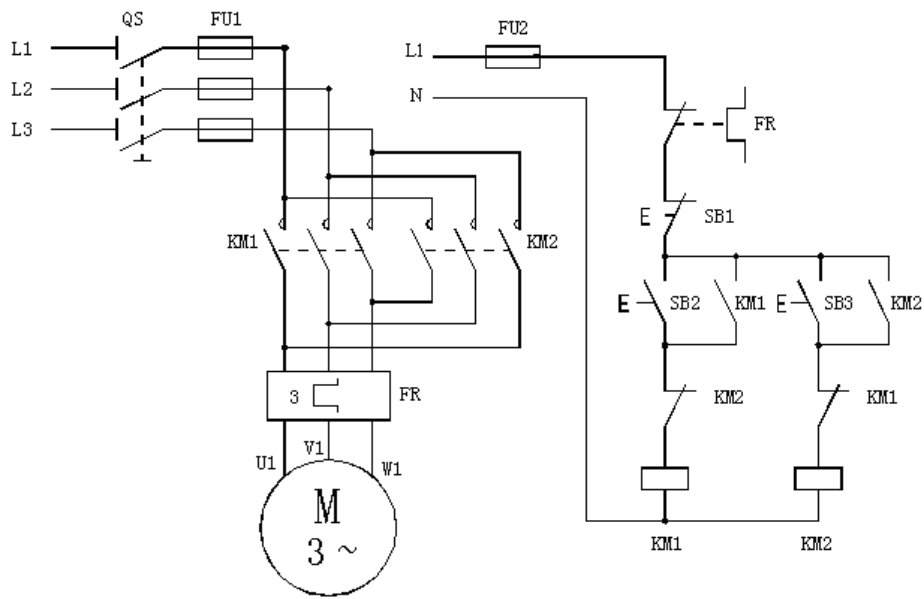 QS FU1
L1
L2
L3
KM1 KM2
3 FR
U1 V1 W1
M
3 ~
L1 FU2
N
FR
E SB1
E SB2 KM1 E SB3 KM2
KM2 KM1
KM1 KM2